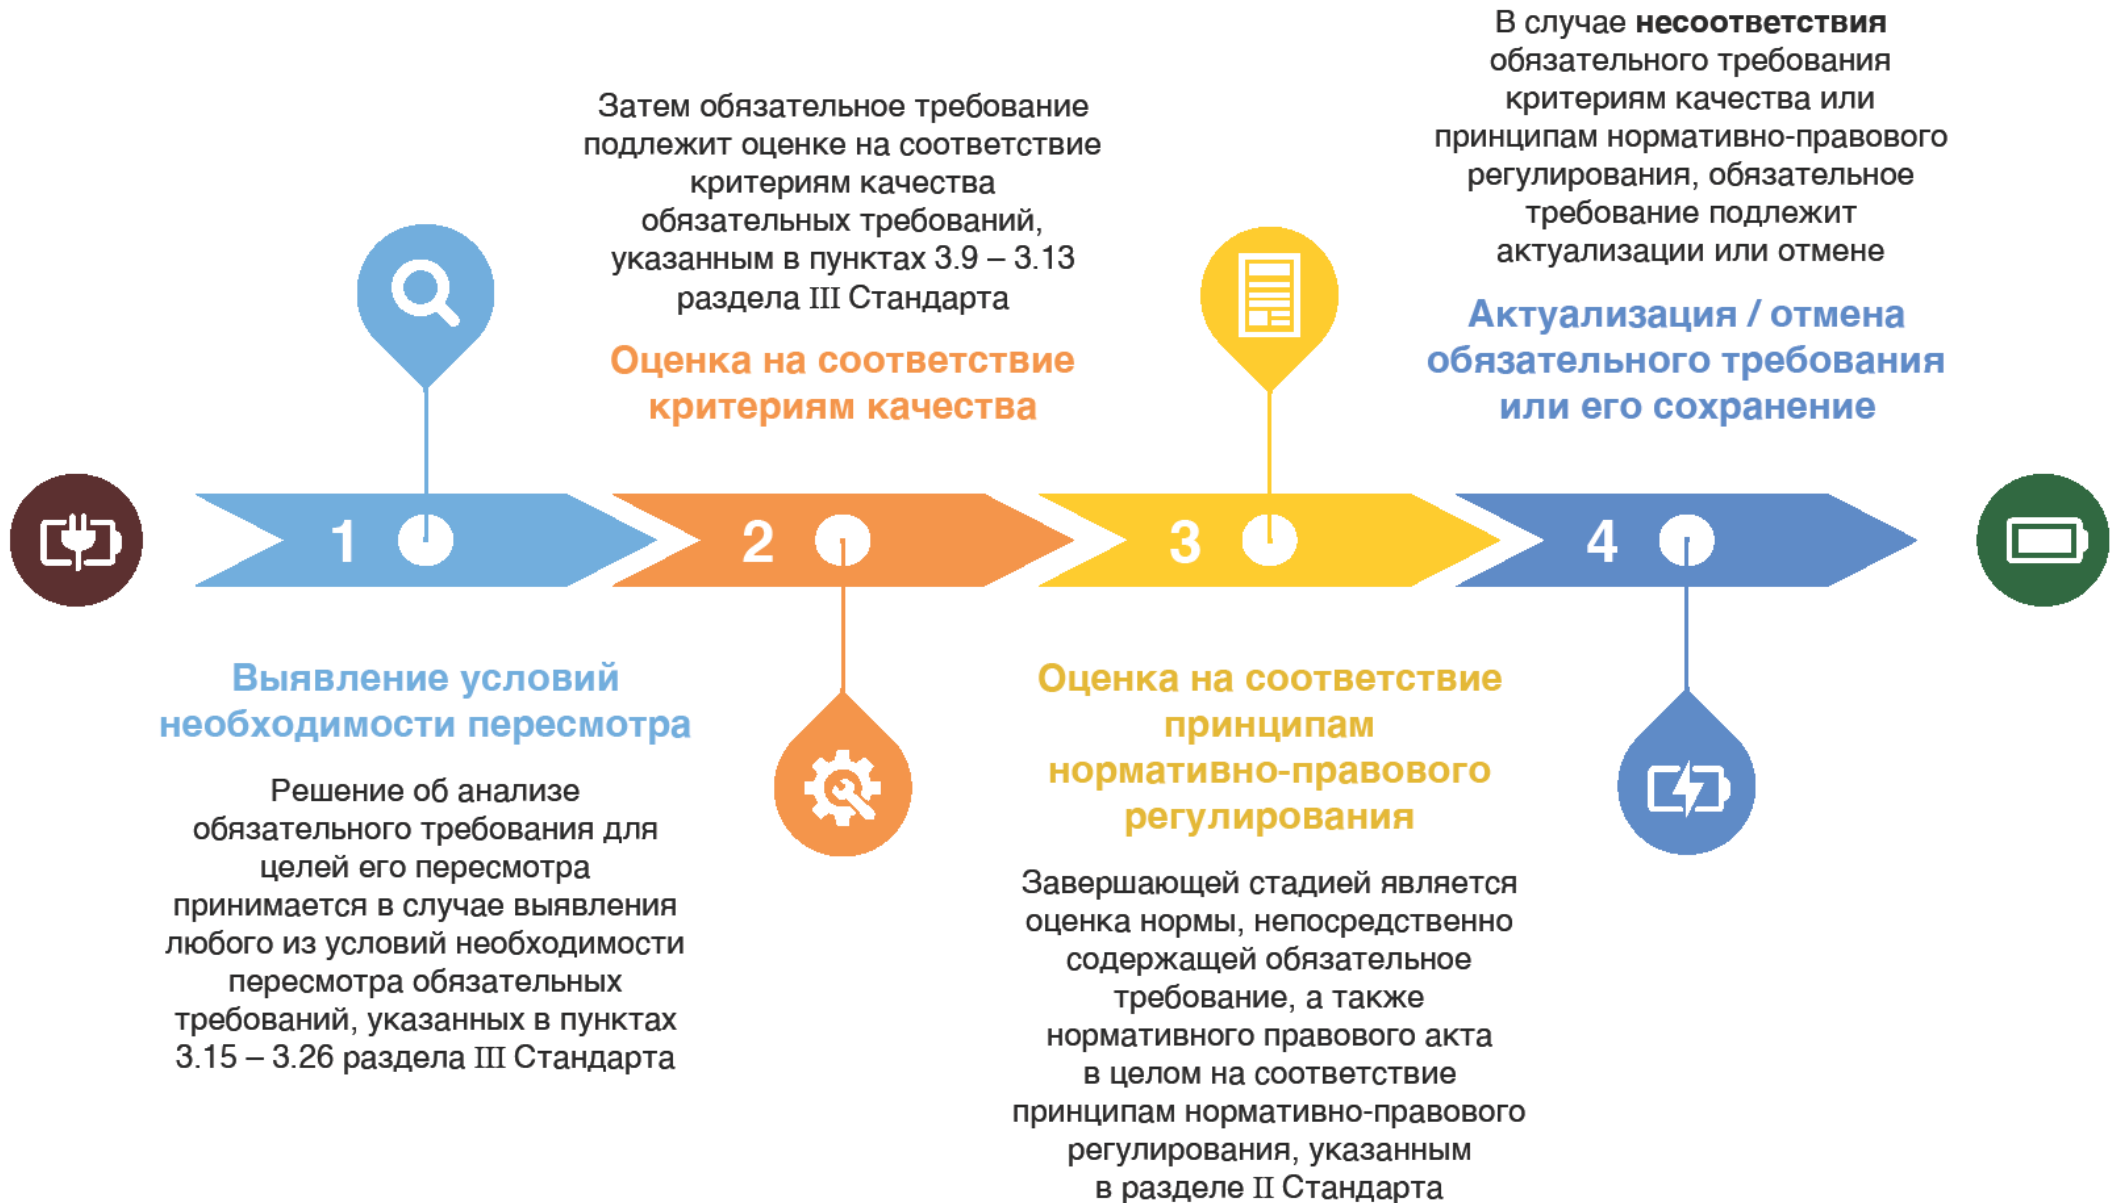 1
Выявление условий
необходимости пересмотра
Решение об анализе
обязательного требования для
целей его пересмотра
принимается в случае выявления
любого из условий необходимости
пересмотра обязательных
требований, указанных в пунктах
3.15 – 3.26 раздела III Стандарта
Затем обязательное требование
подлежит оценке на соответствие
критериям качества
обязательных требований,
указанным в пунктах 3.9 – 3.13
раздела III Стандарта
Оценка на соответствие
критериям качества
2
3
Оценка на соответствие
принципам
нормативно-правового
регулирования
Завершающей стадией является
оценка нормы, непосредственно
содержащей обязательное
требование, а также
нормативного правового акта
в целом на соответствие
принципам нормативно-правового
регулирования, указанным
в разделе II Стандарта
В случае несоответствия
обязательного требования
критериям качества или
принципам нормативно-правового
регулирования, обязательное
требование подлежит
актуализации или отмене
Актуализация / отмена
обязательного требования
или его сохранение
4